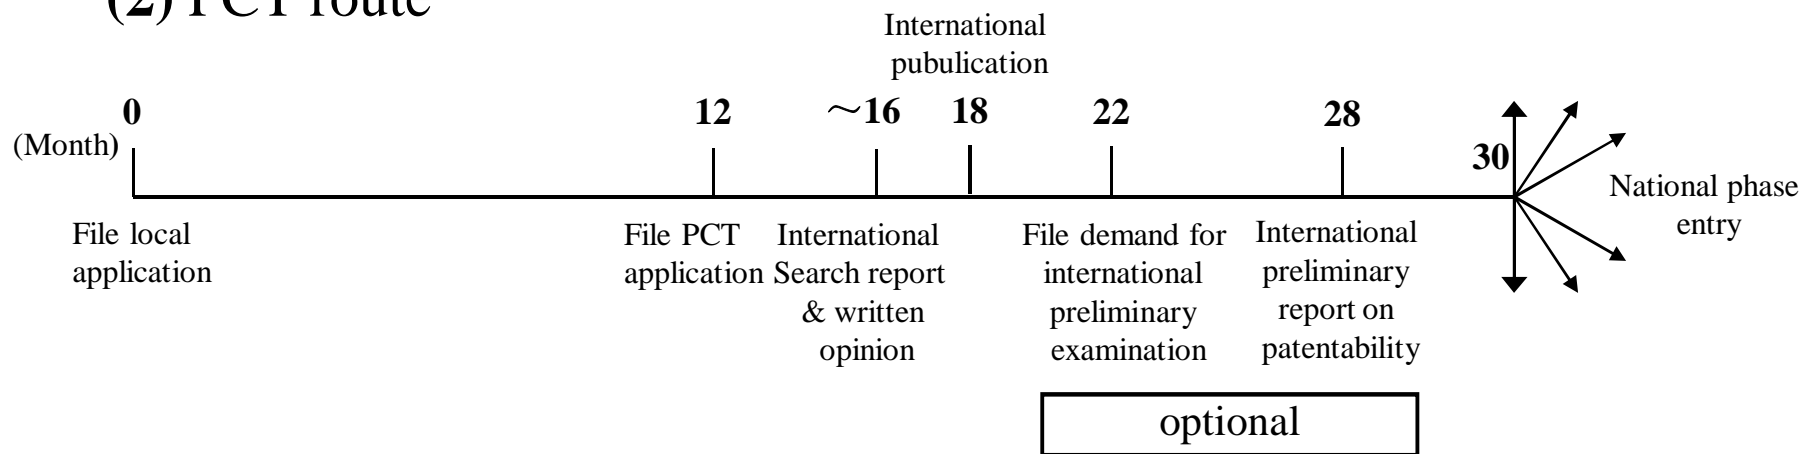 (2) PCT route
International
pubulication
0
12
~16
18
22
28
30
(Month)
National phase
entry
File local
application
File PCT
application
International
Search report
& written
opinion
File demand for
international
preliminary
examination
International
preliminary
report on
patentability
optional